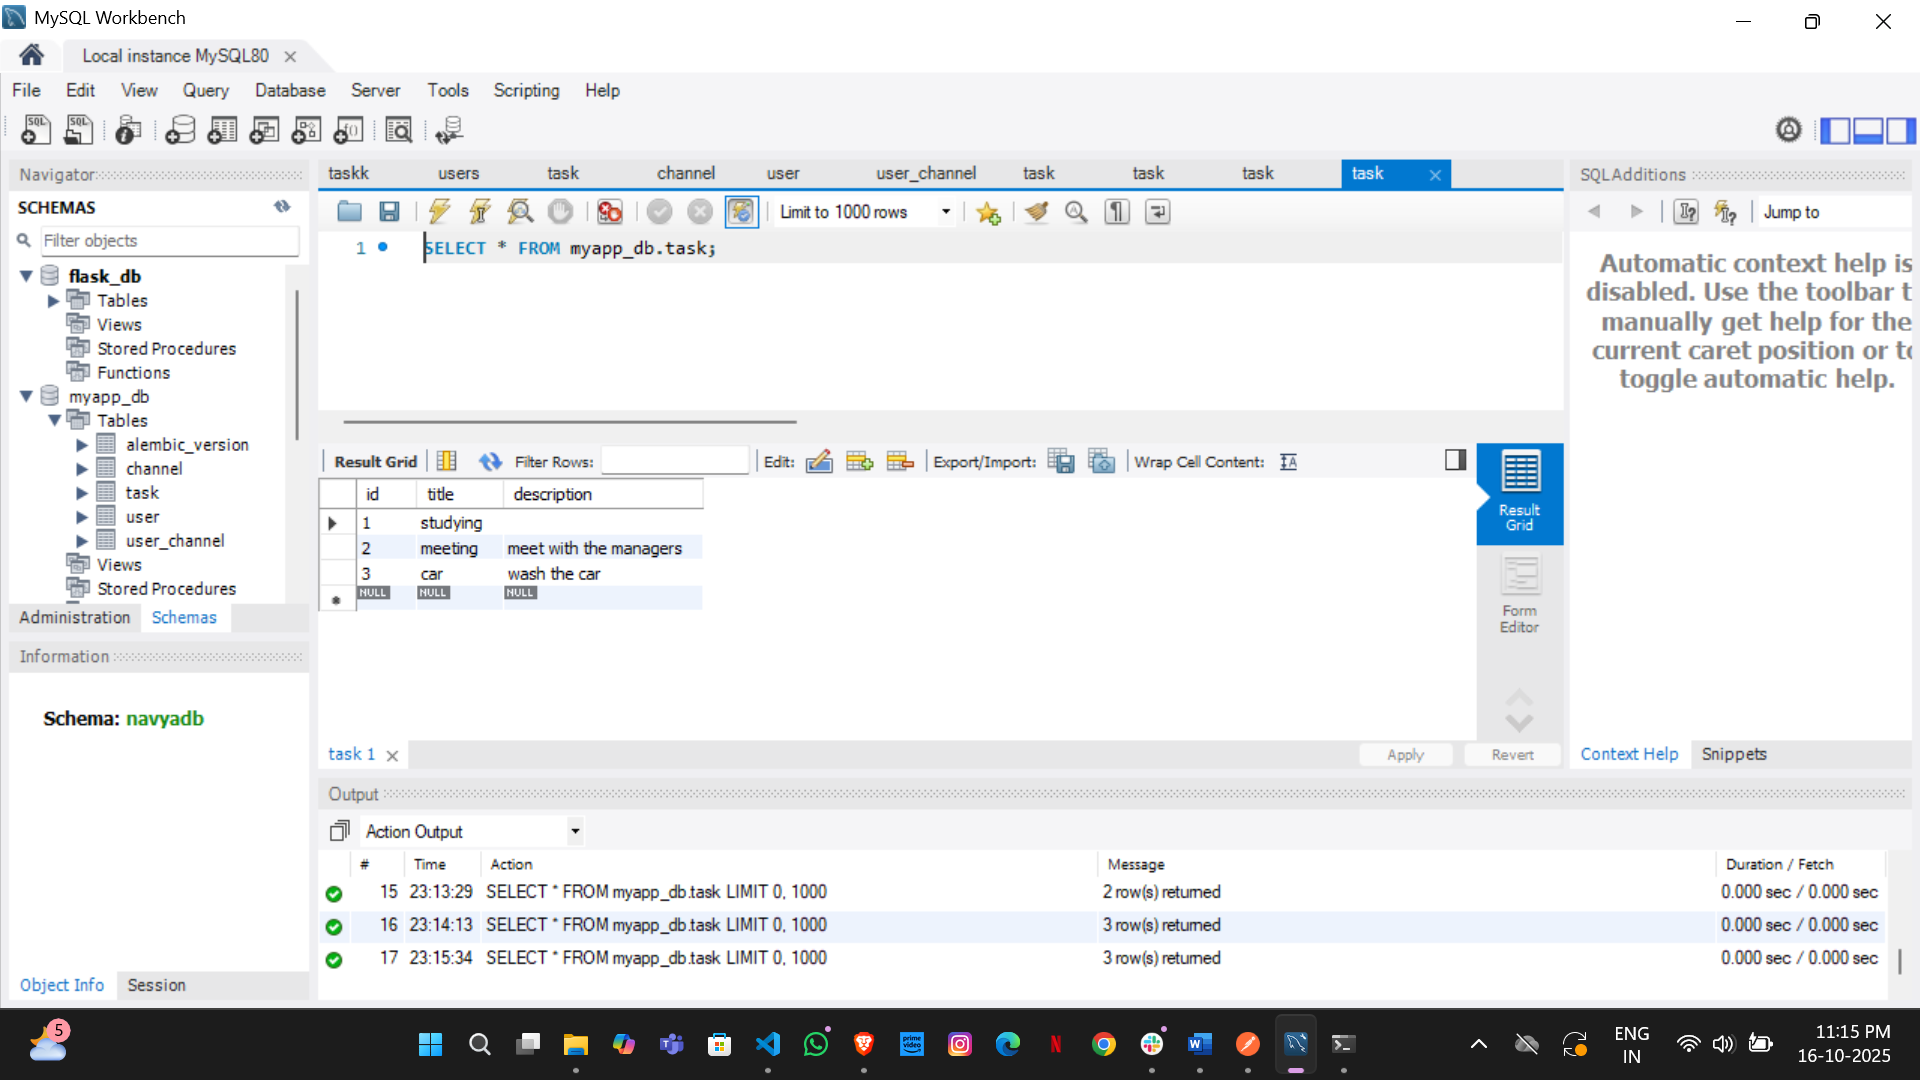 MySQL Workbench
Local instance MySQL80
File Edit View Query Database Server Tools Scripting Help
Navigator
SCHEMAS
Filter objects
flask_db
Tables
Views
Stored Procedures
Functions
myapp_db
Tables
alembic_version
channel
task
user
user_channel
Views
Stored Procedures
Administration Schemas
Information
Schema: navyadb
Object Info Session
taskk users task channel user user_channel task task task task
Limit to 1000 rows
1 SELECT * FROM myapp_db.task;
Result Grid Filter Rows: Edit: Export/Import: Wrap Cell Content:
id title description
1 studying
2 meeting meet with the managers
3 car wash the car
NULL NULL NULL
Result
Grid
Form
Editor
task 1
Apply Revert
SQLAdditions
Jump to
Automatic context help is
disabled. Use the toolbar t
manually get help for the
current caret position or to
toggle automatic help.
Context Help Snippets
Output
Action Output
# Time Action Message Duration / Fetch
15 23:13:29 SELECT * FROM myapp_db.task LIMIT 0, 1000 2 row(s) returned 0.000 sec / 0.000 sec
16 23:14:13 SELECT * FROM myapp_db.task LIMIT 0, 1000 3 row(s) returned 0.000 sec / 0.000 sec
17 23:15:34 SELECT * FROM myapp_db.task LIMIT 0, 1000 3 row(s) returned 0.000 sec / 0.000 sec
5
prime video
ENG
IN
11:15 PM
16-10-2025